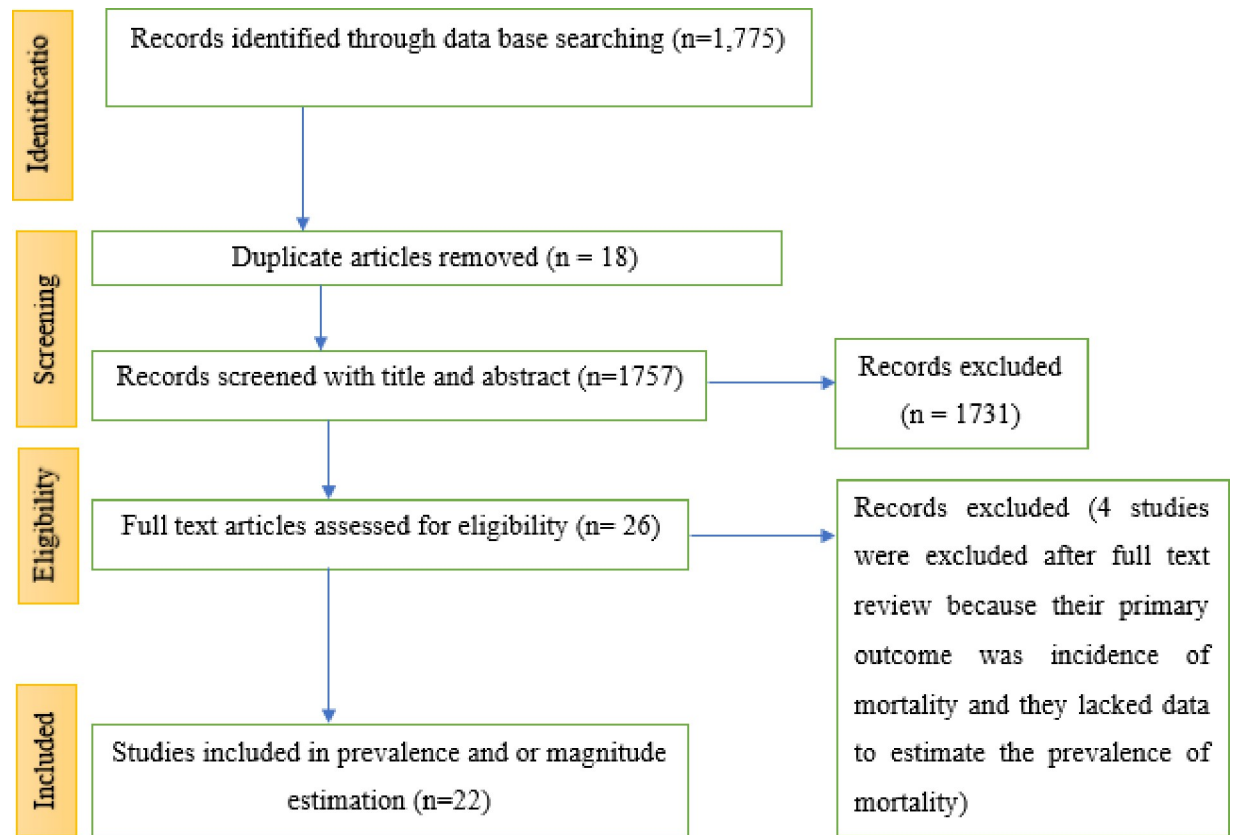 Identificatio
Records identified through data base searching (n=1,775)
Screening
Duplicate articles removed (n = 18)
Records screened with title and abstract (n=1757)
Records excluded
(n = 1731)
Eligibility
Full text articles assessed for eligibility (n= 26)
Records excluded (4 studies
were excluded after full text
review because their primary
outcome was incidence of
mortality and they lacked data
to estimate the prevalence of
mortality)
Included
Studies included in prevalence and or magnitude
estimation (n=22)